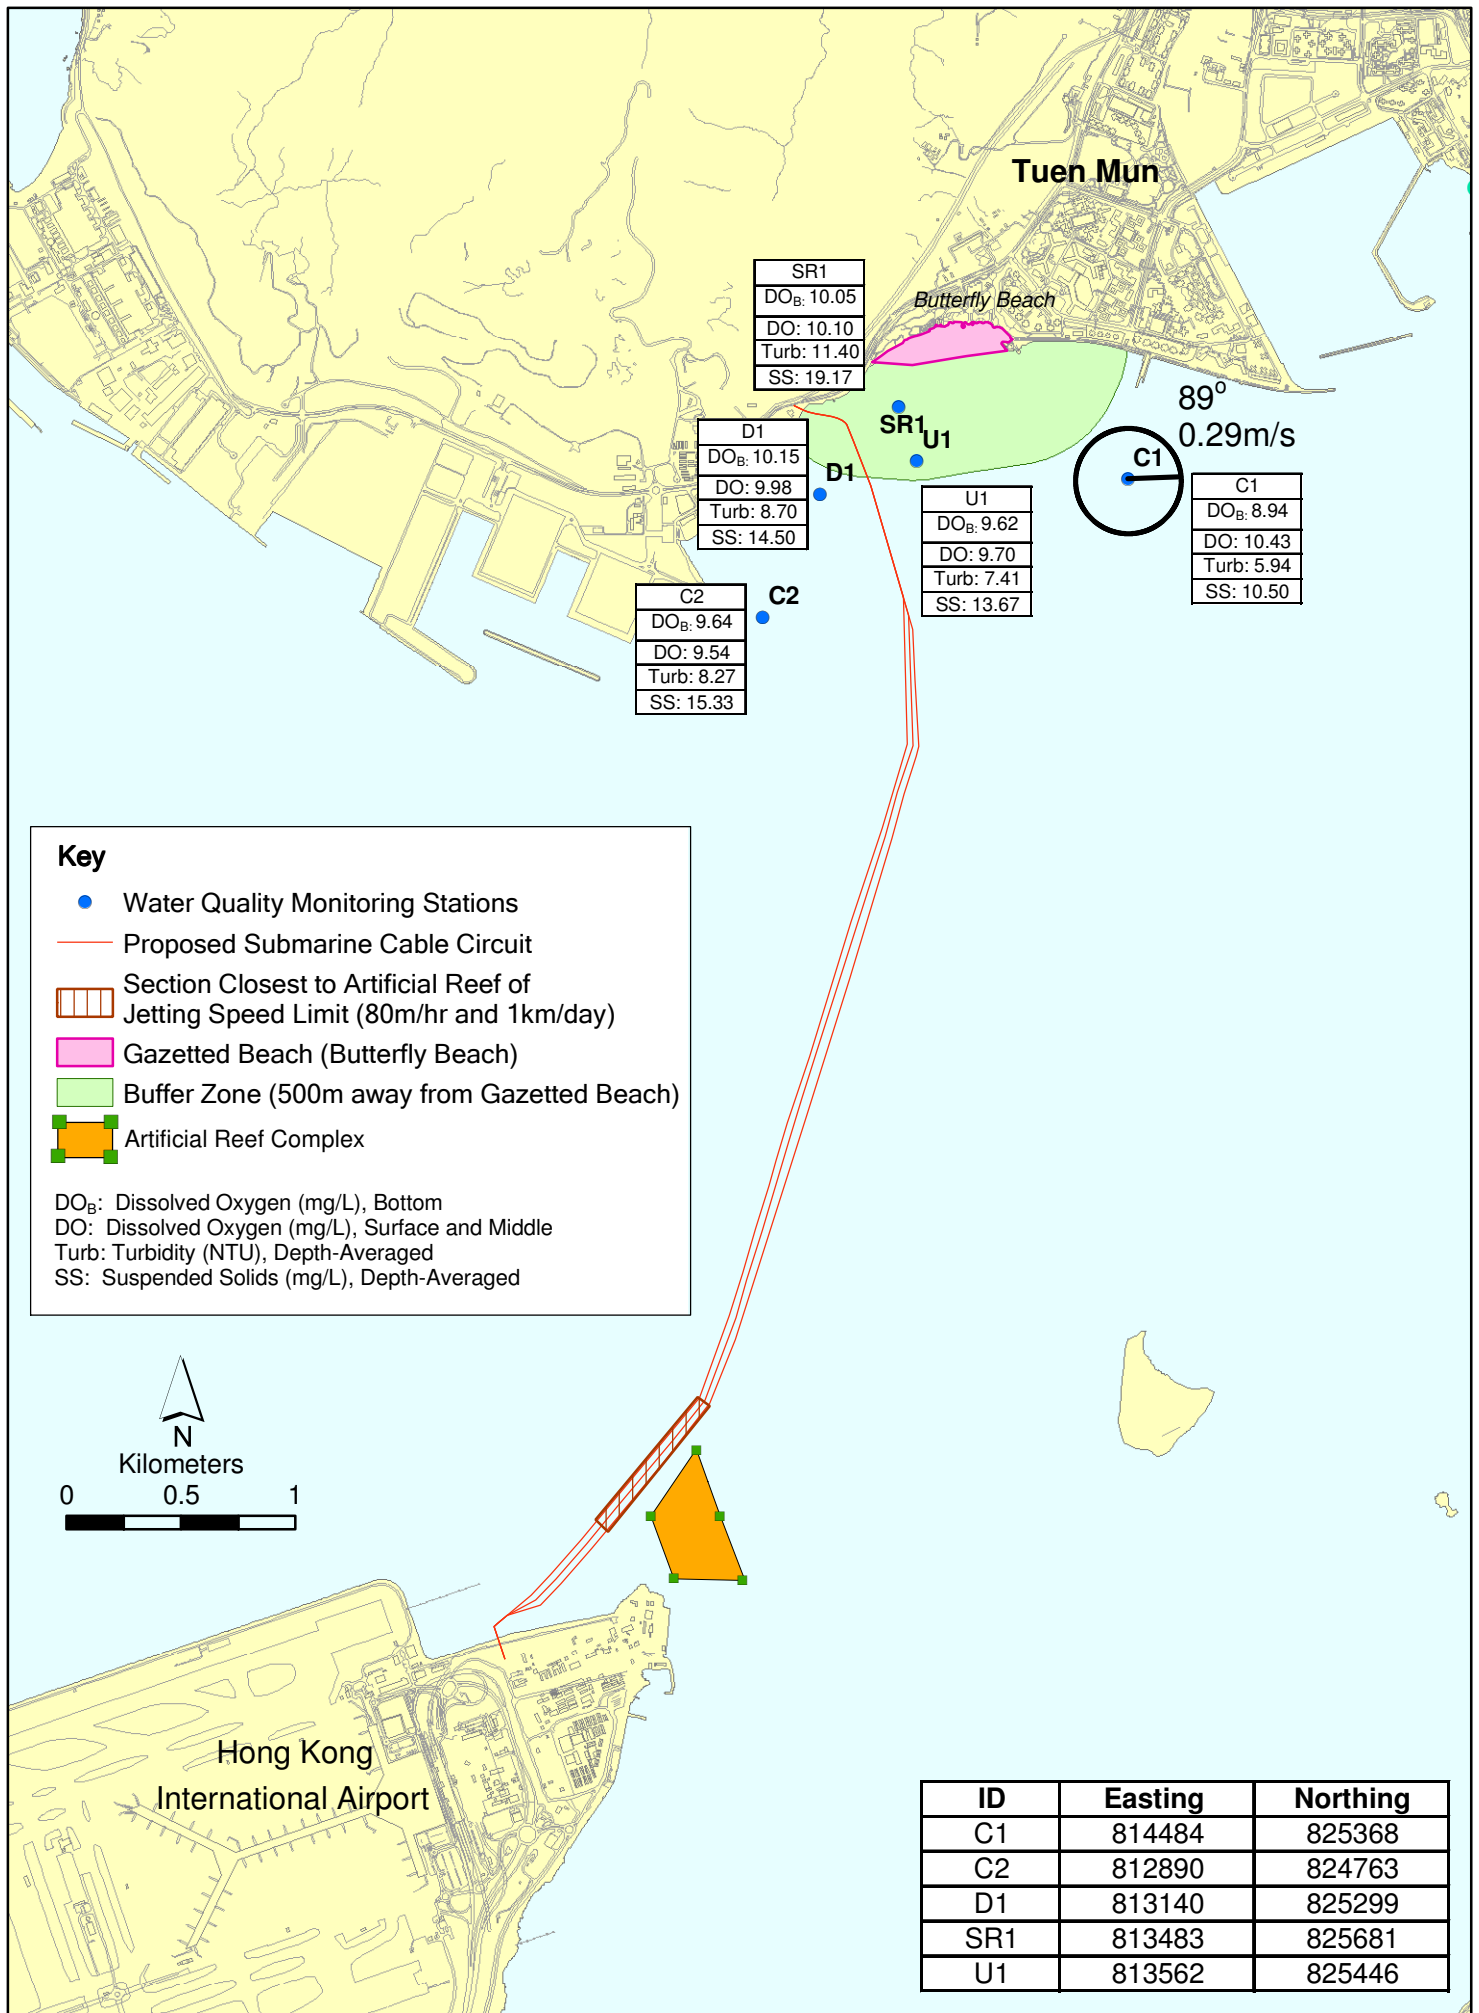 Tuen Mun
SR1
DOB: 10.05
DO: 10.10
Turb: 11.40
SS: 19.17
Butterfly Beach
SR1
U1
89o
0.29m/s
C1
D1
DOB: 10.15
DO: 9.98
Turb: 8.70
SS: 14.50
D1
U1
DOB: 9.62
DO: 9.70
Turb: 7.41
SS: 13.67
C1
DOB: 8.94
DO: 10.43
Turb: 5.94
SS: 10.50
C2
DOB: 9.64
DO: 9.54
Turb: 8.27
SS: 15.33
C2
Key
Water Quality Monitoring Stations
Proposed Submarine Cable Circuit
Section Closest to Artificial Reef of
Jetting Speed Limit (80m/hr and 1km/day)
Gazetted Beach (Butterfly Beach)
Buffer Zone (500m away from Gazetted Beach)
Artificial Reef Complex
DOB: Dissolved Oxygen (mg/L), Bottom
DO: Dissolved Oxygen (mg/L), Surface and Middle
Turb: Turbidity (NTU), Depth-Averaged
SS: Suspended Solids (mg/L), Depth-Averaged
N
Kilometers
0 0.5 1
Hong Kong
International Airport
ID Easting Northing
C1 814484 825368
C2 812890 824763
D1 813140 825299
SR1 813483 825681
U1 813562 825446